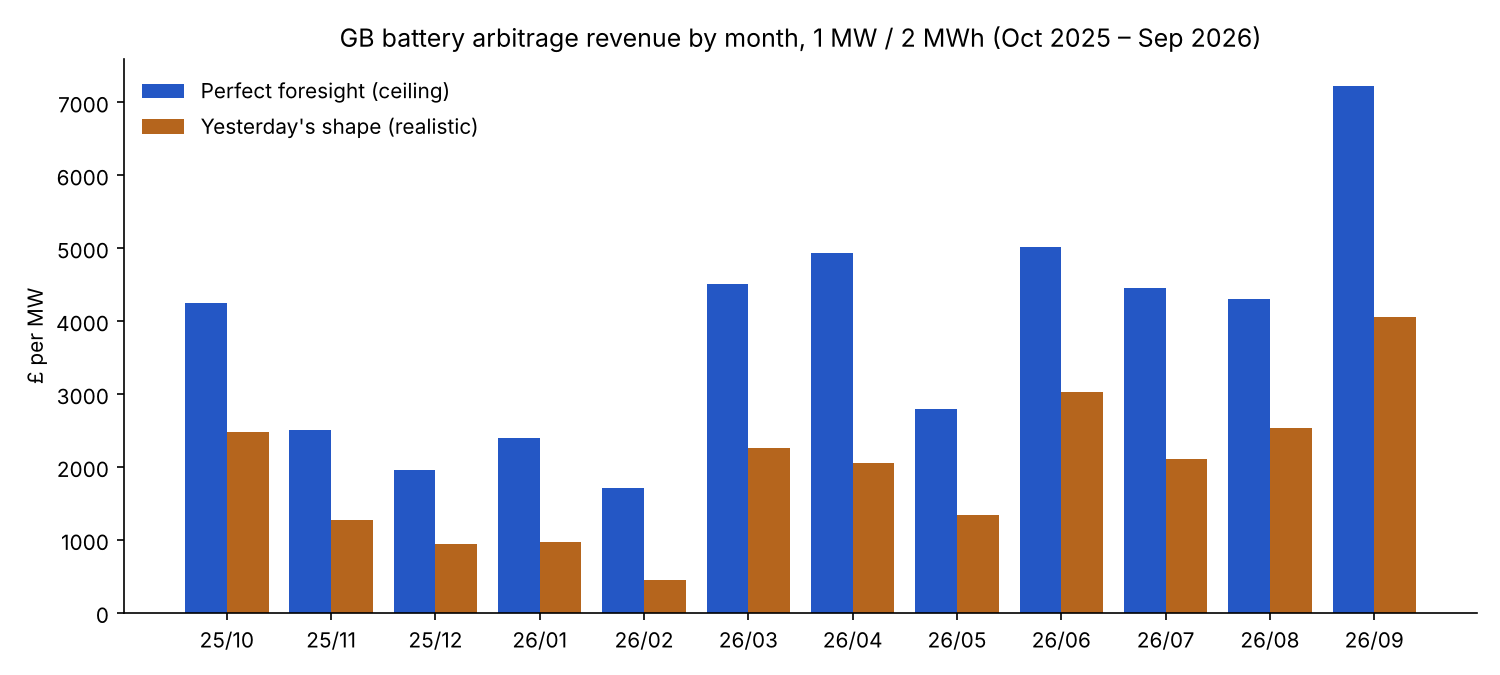 GB battery arbitrage revenue by month, 1 MW / 2 MWh (Oct 2025 – Sep 2026)
Perfect foresight (ceiling)
Yesterday's shape (realistic)
£ per MW
7000
6000
5000
4000
3000
2000
1000
0
25/10 25/11 25/12 26/01 26/02 26/03 26/04 26/05 26/06 26/07 26/08 26/09